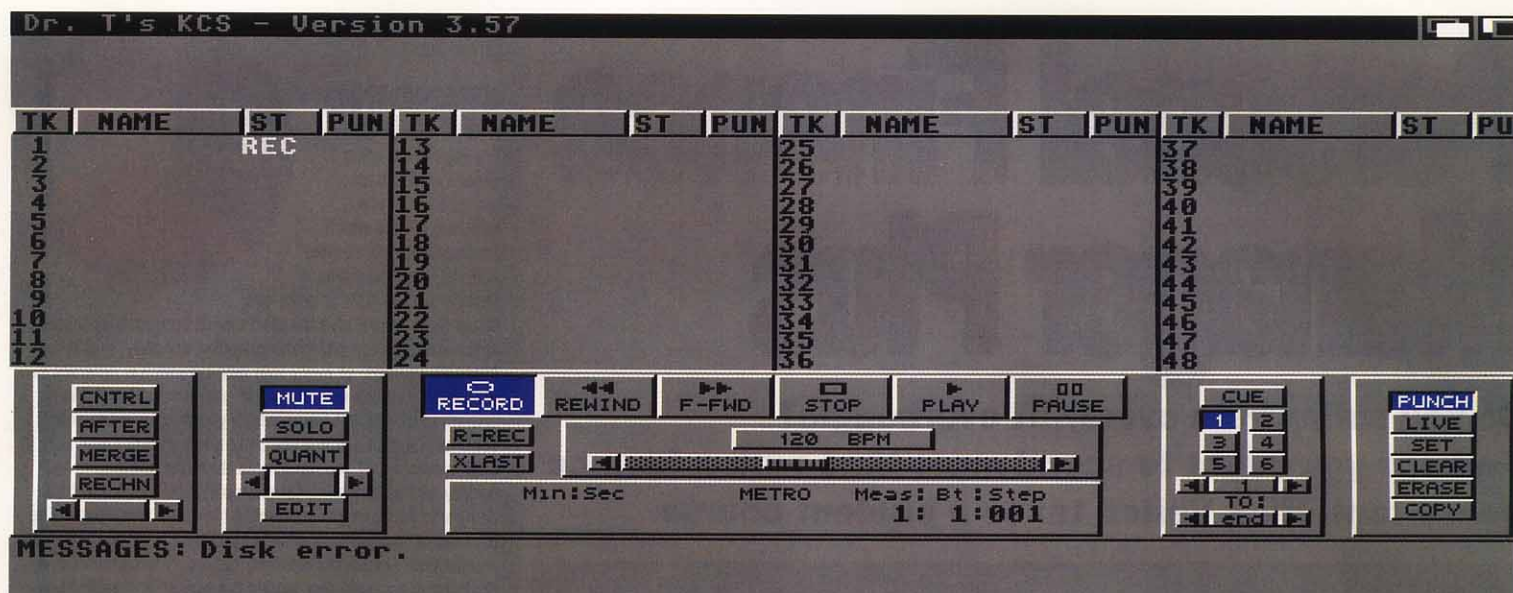 Dr. T's KCS - Version 3.57
TK NAME ST PUN TK NAME ST PUN TK NAME ST PUN TK NAME ST PU
1 REC 13 25 37
2 14 26 38
3 15 27 39
4 16 28 40
5 17 29 41
6 18 30 42
7 19 31 43
8 20 32 44
9 21 33 45
10 22 34 46
11 23 35 47
12 24 36 48
CNTRL
AFTER
MERGE
RECHN
MUTE
SOLO
QUANT
EDIT
RECORD REWIND F-FWD STOP PLAY PAUSE
R-REC
XLAST
120 BPM
Min:Sec METRO Meas: Bt :Step
1: 1:001
CUE
1 2
3 4
5 6
1
TO:
end
PUNCH
LIVE
SET
CLEAR
ERASE
COPY
MESSAGES: Disk error.